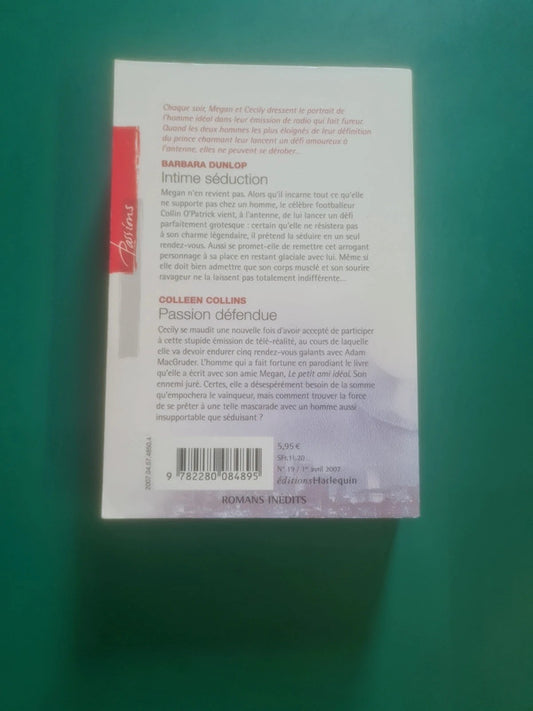 Chaque soir, Megan et Cecily dressent le portrait de
l'homme idéal dans leur émission de radio qui fait fureur.
Quand les deux hommes les plus éloignés de leur définition
du prince charmant leur lancent un défi amoureux à
l'antenne, elles ne peuvent se dérober...
BARBARA DUNLOP
Intime séduction
Megan n'en revient pas. Alors qu'il incarne tout ce qu'elle
ne supporte pas chez un homme, le célèbre footballeur
Collin O'Patrick vient, à l'antenne, de lui lancer un défi
parfaitement grotesque : certain qu'elle ne résistera pas
à son charme légendaire, il prétend la séduire en un seul
rendez-vous. Aussi se promet-elle de remettre cet arrogant
personnage à sa place en restant glaciale avec lui. Même si
elle doit bien admettre que son corps musclé et son sourire
ravageur ne la laissent pas totalement indifférente...
COLLEEN COLLINS
Passion défendue
Cecily se maudit une nouvelle fois d'avoir accepté de participer
à cette stupide émission de télé-réalité, au cours de laquelle
elle va devoir endurer cinq rendez-vous galants avec Adam
MacGruder. L'homme qui a fait fortune en parodiant le livre
qu'elle a écrit avec son amie Megan, Le petit ami idéal. Son
ennemi juré. Certes, elle a désespérément besoin de la somme
qu'empochera le vainqueur, mais comment trouver la force
de se prêter à une telle mascarade avec un homme aussi
insupportable que séduisant ?
Passions
2007.04.57.4850.4
9 782280 084895
5,95 €
SFr.11.20
N° 19 / 1er avril 2007
éditionsHarlequin
ROMANS INÉDITS